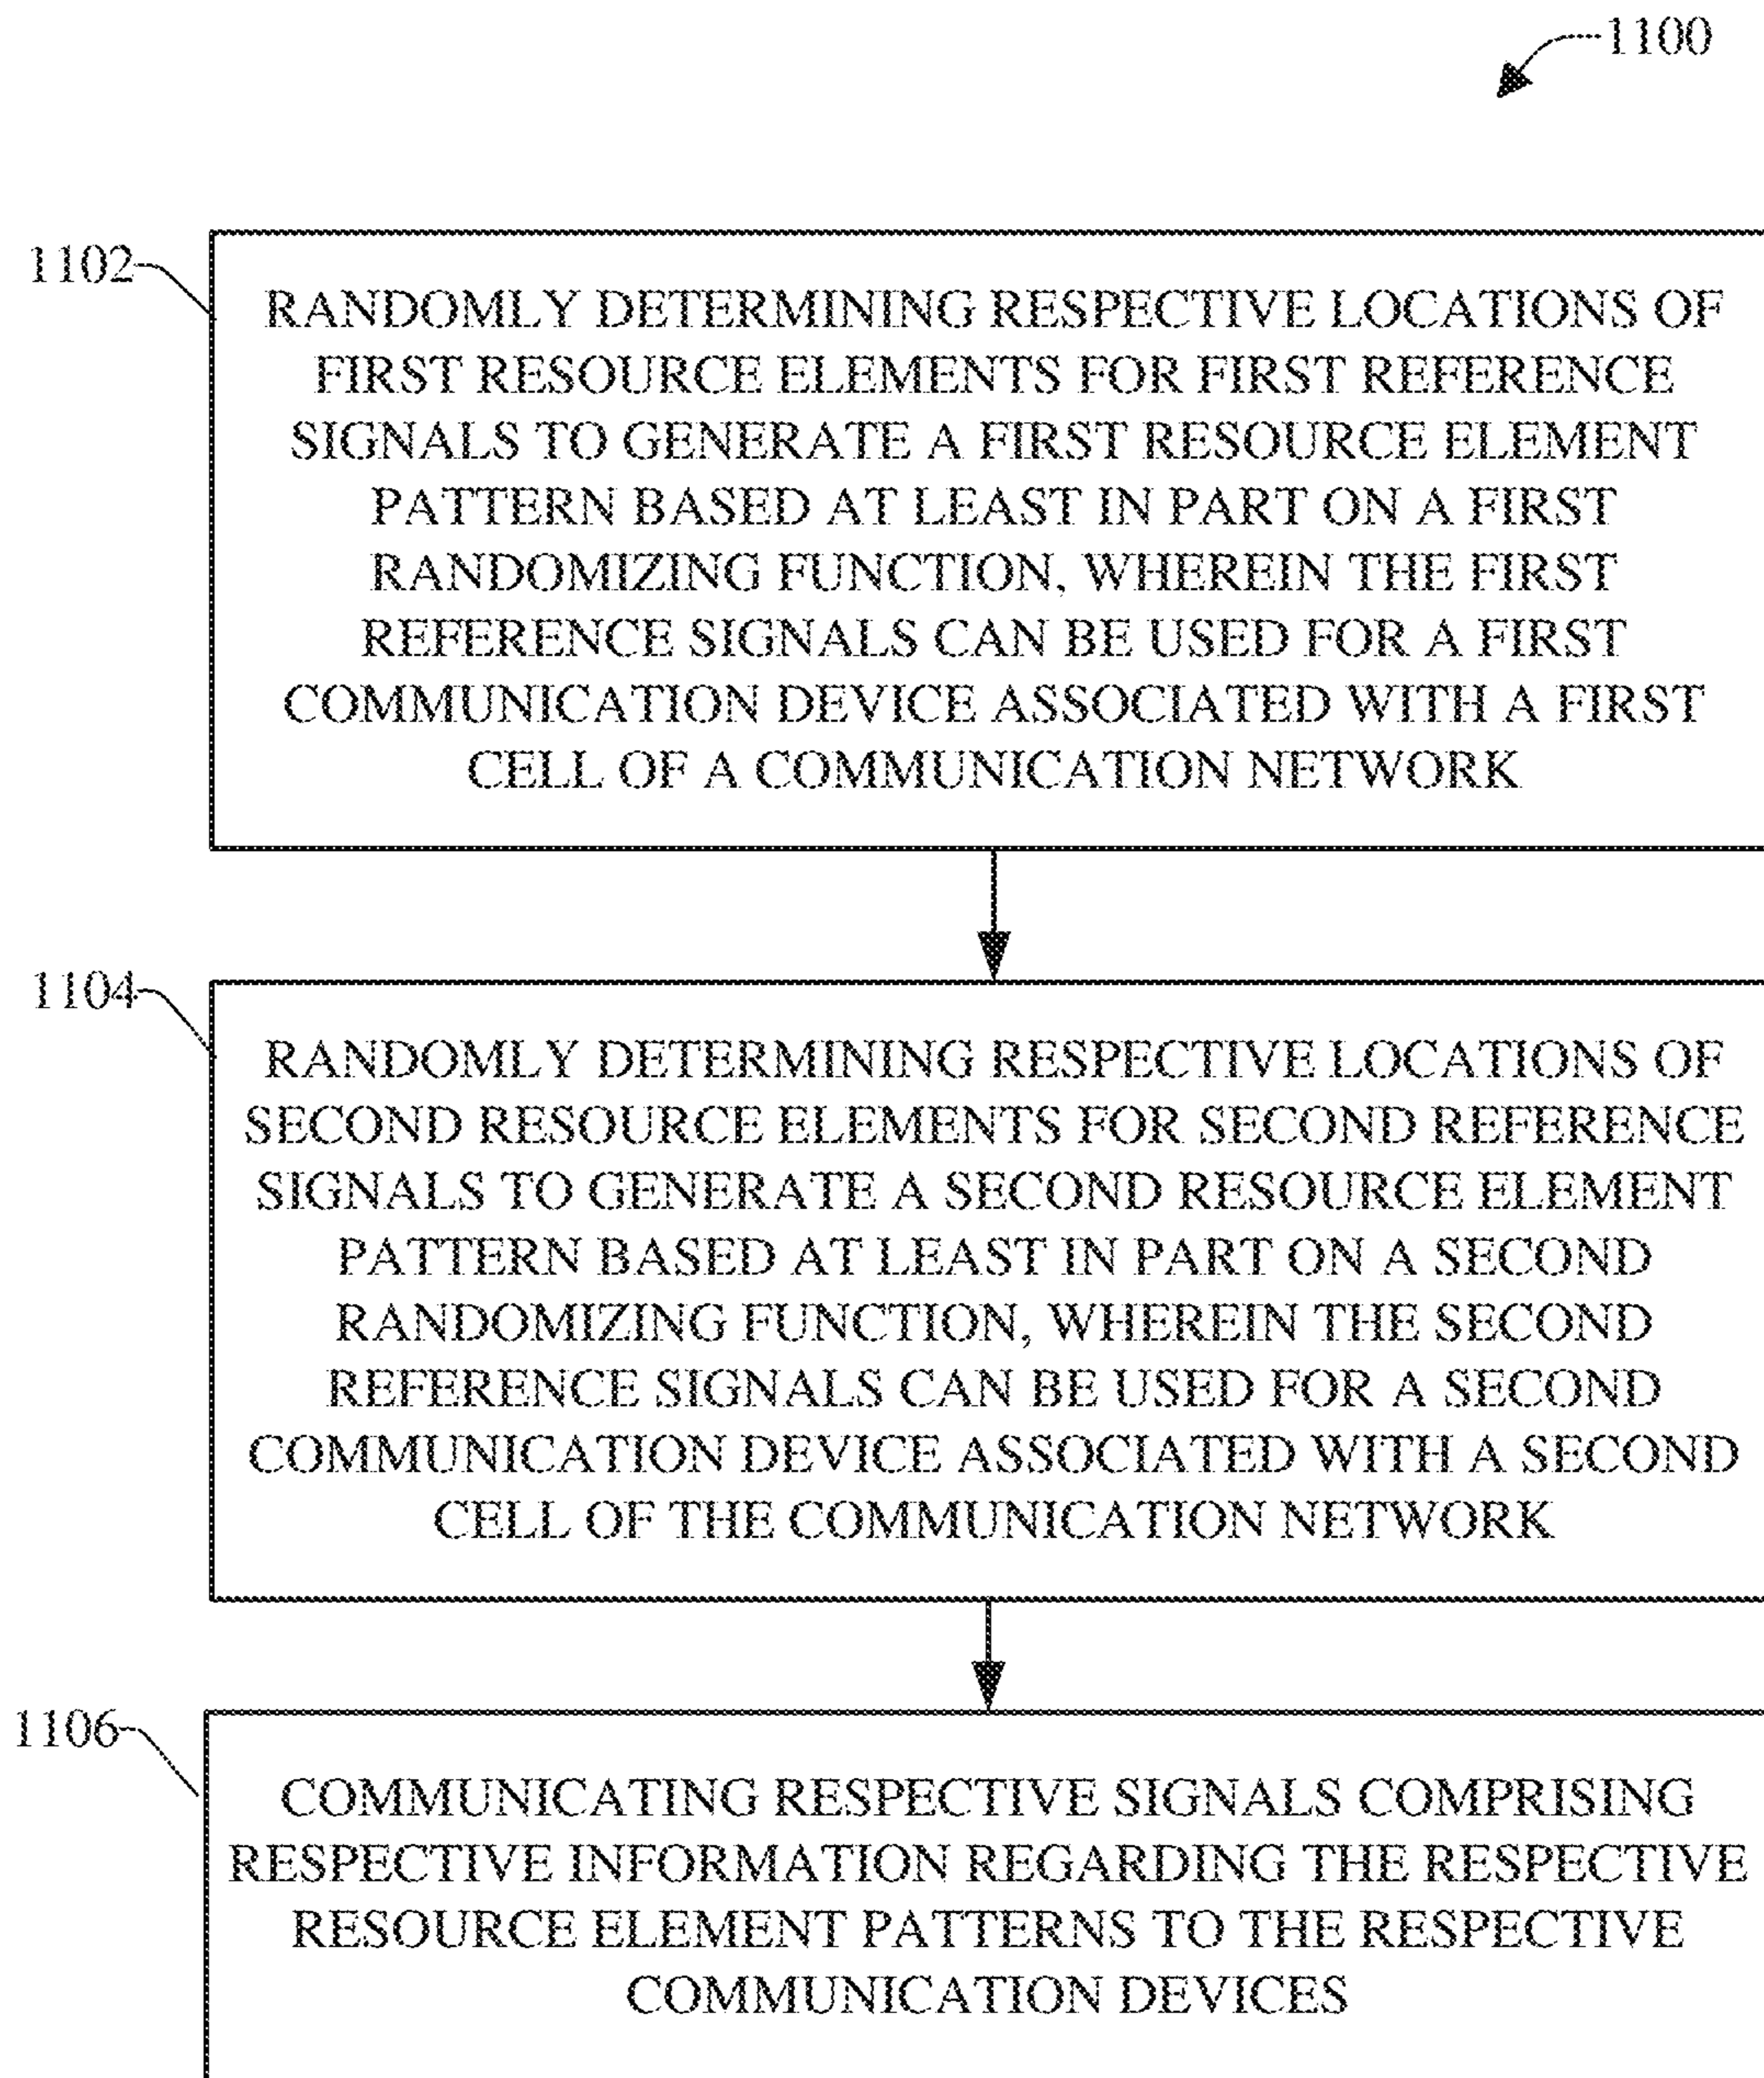 1100
1102
RANDOMLY DETERMINING RESPECTIVE LOCATIONS OF
FIRST RESOURCE ELEMENTS FOR FIRST REFERENCE
SIGNALS TO GENERATE A FIRST RESOURCE ELEMENT
PATTERN BASED AT LEAST IN PART ON A FIRST
RANDOMIZING FUNCTION, WHEREIN THE FIRST
REFERENCE SIGNALS CAN BE USED FOR A FIRST
COMMUNICATION DEVICE ASSOCIATED WITH A FIRST
CELL OF A COMMUNICATION NETWORK
1104
RANDOMLY DETERMINING RESPECTIVE LOCATIONS OF
SECOND RESOURCE ELEMENTS FOR SECOND REFERENCE
SIGNALS TO GENERATE A SECOND RESOURCE ELEMENT
PATTERN BASED AT LEAST IN PART ON A SECOND
RANDOMIZING FUNCTION, WHEREIN THE SECOND
REFERENCE SIGNALS CAN BE USED FOR A SECOND
COMMUNICATION DEVICE ASSOCIATED WITH A SECOND
CELL OF THE COMMUNICATION NETWORK
1106
COMMUNICATING RESPECTIVE SIGNALS COMPRISING
RESPECTIVE INFORMATION REGARDING THE RESPECTIVE
RESOURCE ELEMENT PATTERNS TO THE RESPECTIVE
COMMUNICATION DEVICES